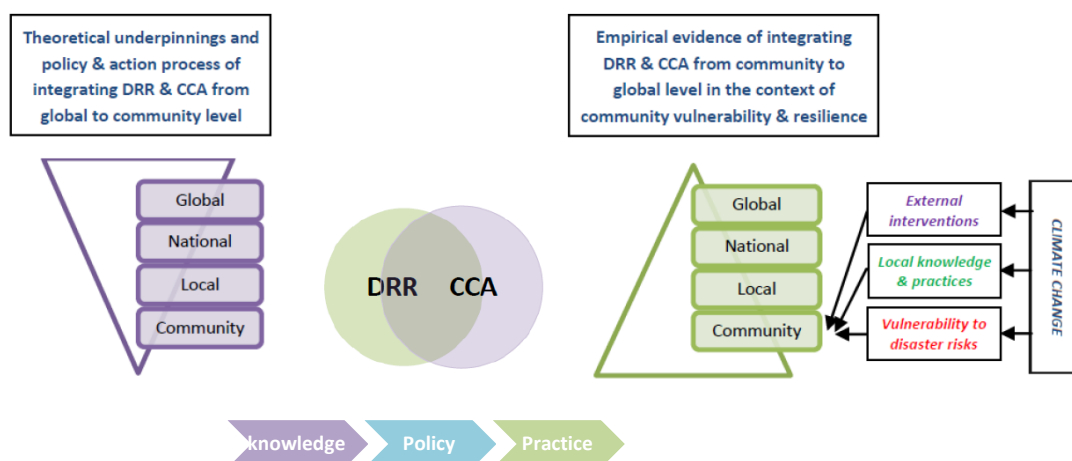 Theoretical underpinnings and
policy & action process of
integrating DRR & CCA from
global to community level
Empirical evidence of integrating
DRR & CCA from community to
global level in the context of
community vulnerability & resilience
Global
National
Local
Community
DRR
CCA
Global
National
Local
Community
External
interventions
Local knowledge
& practices
Vulnerability to
disaster risks
CLIMATE CHANGE
knowledge
Policy
Practice